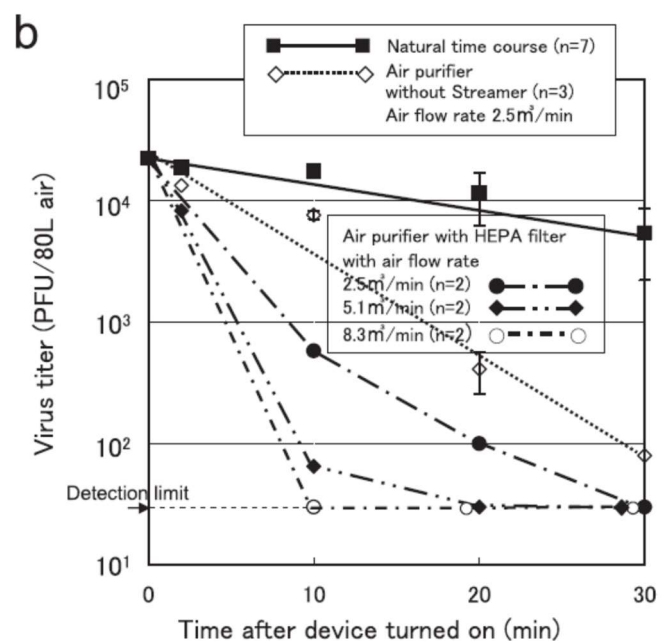 b
Natural time course (n=7)
Air purifier
without Streamer (n=3)
Air flow rate 2.5㎥/min
10⁵
10⁴
10³
10²
10¹
Virus titer (PFU/80L air)
Air purifier with HEPA filter
with air flow rate
2.5㎥/min (n=2)
5.1㎥/min (n=2)
8.3㎥/min (n=2)
Detection limit
0 10 20 30
Time after device turned on (min)